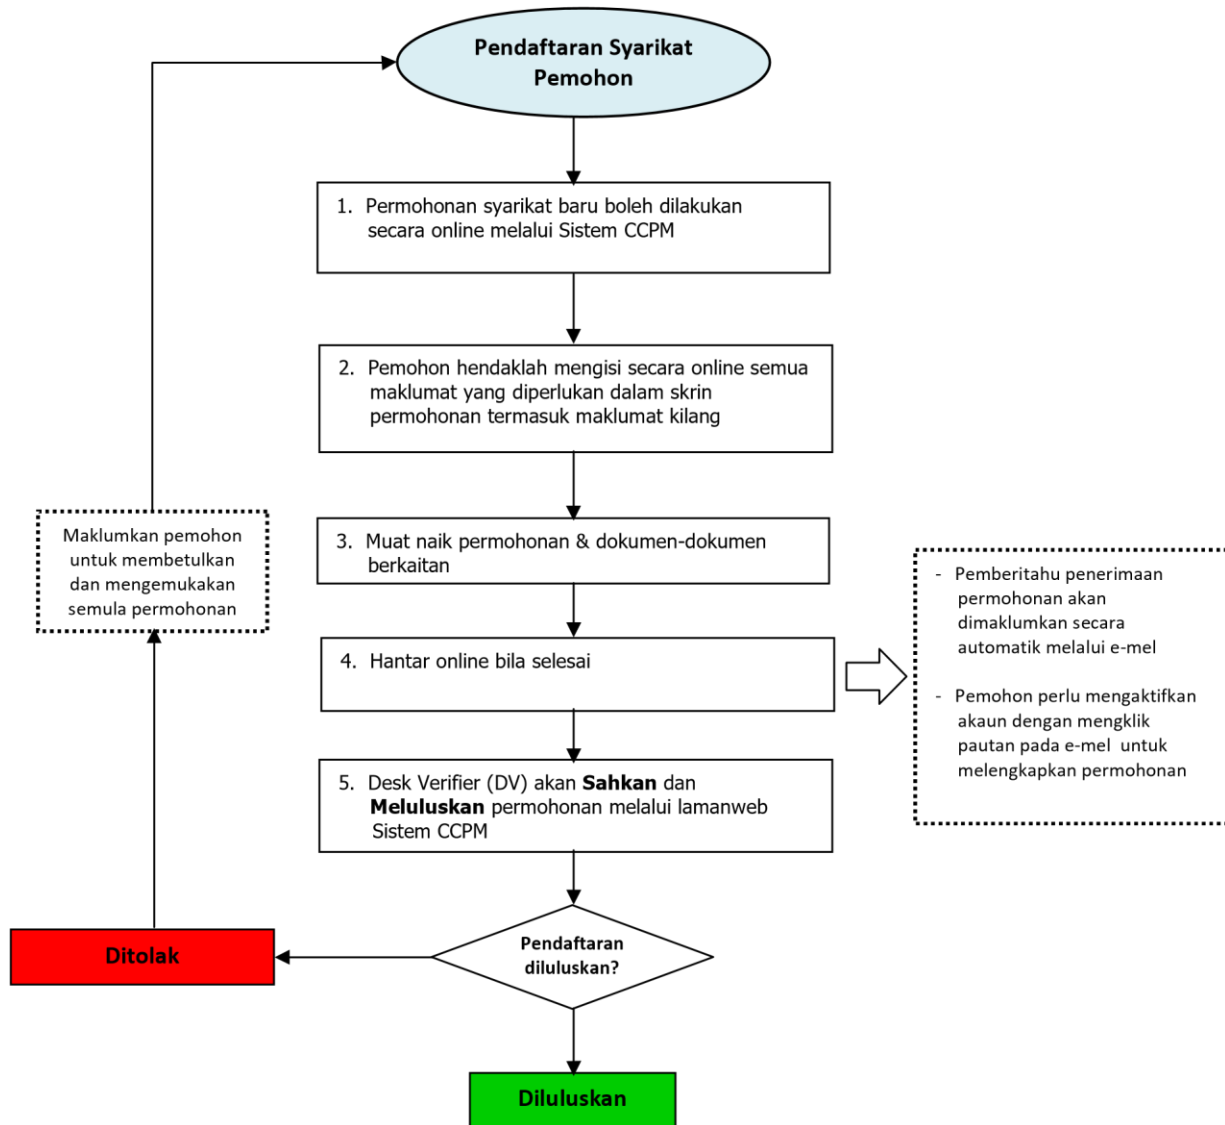 Pendaftaran Syarikat
Pemohon
1. Permohonan syarikat baru boleh dilakukan
secara online melalui Sistem CCPM
2. Pemohon hendaklah mengisi secara online semua
maklumat yang diperlukan dalam skrin
permohonan termasuk maklumat kilang
Maklumkan pemohon
untuk membetulkan
dan mengemukakan
semula permohonan
3. Muat naik permohonan & dokumen-dokumen
berkaitan
4. Hantar online bila selesai
- Pemberitahu penerimaan
permohonan akan
dimaklumkan secara
automatik melalui e-mel
- Pemohon perlu mengaktifkan
akaun dengan mengklik
pautan pada e-mel untuk
melengkapkan permohonan
5. Desk Verifier (DV) akan Sahkan dan
Meluluskan permohonan melalui lamanweb
Sistem CCPM
Pendaftaran
diluluskan?
Ditolak
Diluluskan